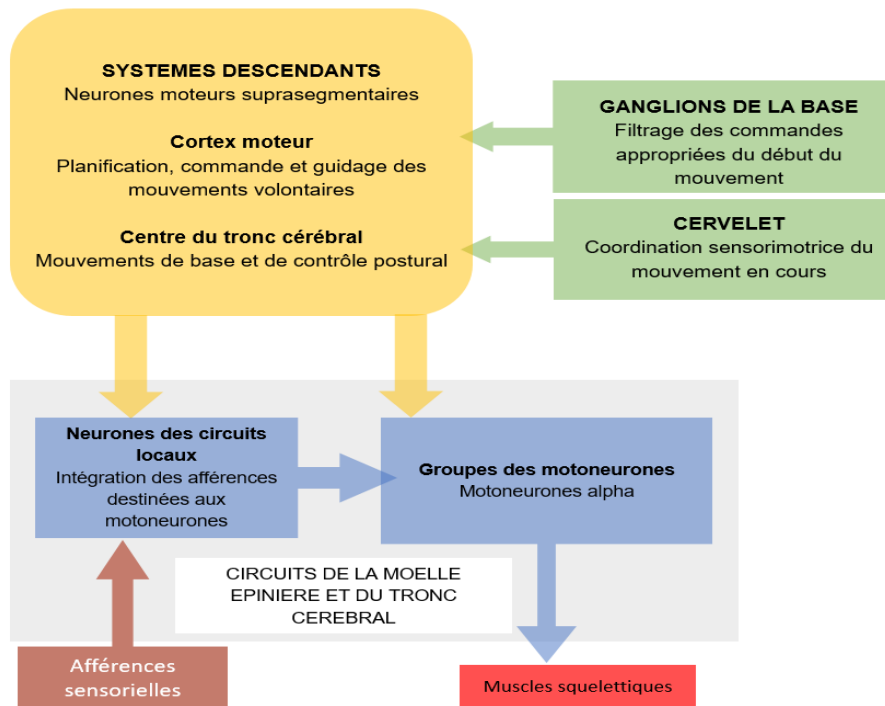 SYSTEMES DESCENDANTS
Neurones moteurs suprasegmentaires
Cortex moteur
Planification, commande et guidage des
mouvements volontaires
Centre du tronc cérébral
Mouvements de base et de contrôle postural
GANGLIONS DE LA BASE
Filtrage des commandes
appropriées du début du
mouvement
CERVELET
Coordination sensorimotrice du
mouvement en cours
Neurones des circuits
locaux
Intégration des afférences
destinées aux
motoneurones
Groupes des motoneurones
Motoneurones alpha
CIRCUITS DE LA MOELLE
EPINIERE ET DU TRONC
CEREBRAL
Afférences
sensorielles
Muscles squelettiques